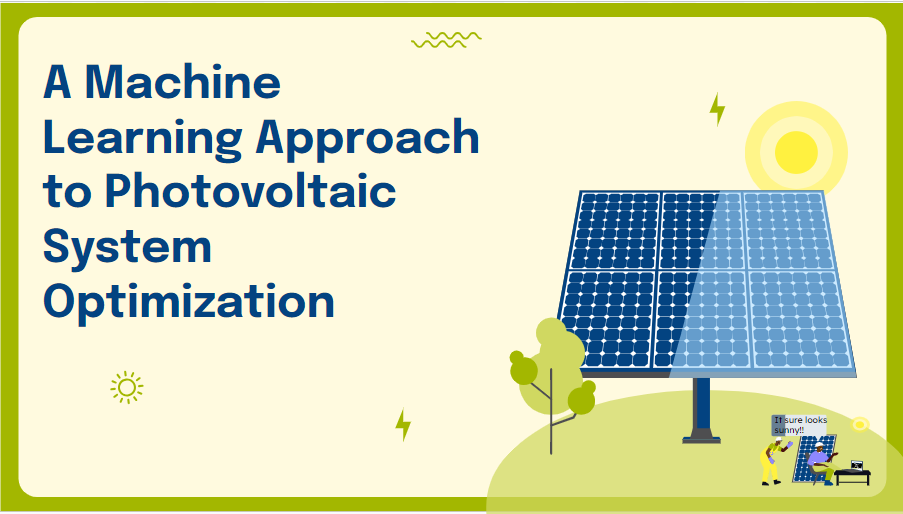 A Machine
Learning Approach
to Photovoltaic
System
Optimization
It sure looks
sunny!!